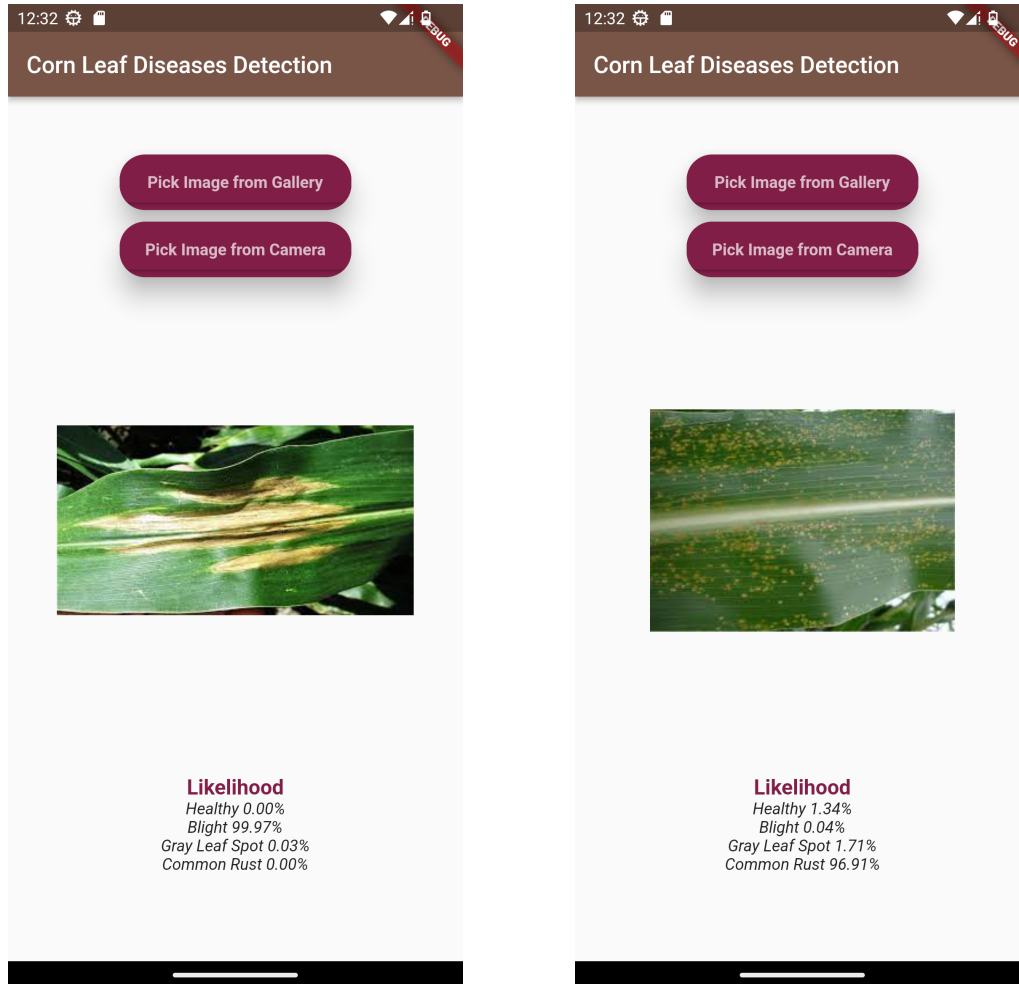 12:32
DEBUG
Corn Leaf Diseases Detection
Pick Image from Gallery
Pick Image from Camera
Likelihood
Healthy 0.00%
Blight 99.97%
Gray Leaf Spot 0.03%
Common Rust 0.00%
12:32
DEBUG
Corn Leaf Diseases Detection
Pick Image from Gallery
Pick Image from Camera
Likelihood
Healthy 1.34%
Blight 0.04%
Gray Leaf Spot 1.71%
Common Rust 96.91%